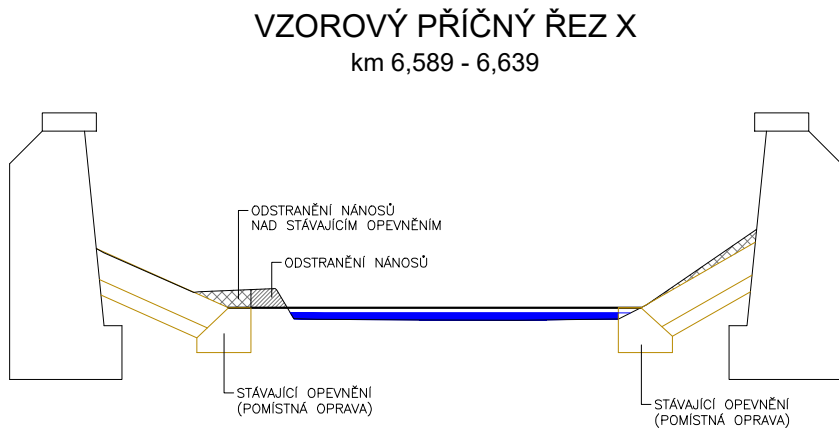 VZOROVÝ PŘÍČNÝ ŘEZ X
km 6,589 - 6,639
ODSTRANĚNÍ NÁNOSŮ
NAD STÁVAJÍCÍM OPEVNĚNÍM
ODSTRANĚNÍ NÁNOSŮ
STÁVAJÍCÍ OPEVNĚNÍ
(POMÍSTNÁ OPRAVA)
STÁVAJÍCÍ OPEVNĚNÍ
(POMÍSTNÁ OPRAVA)